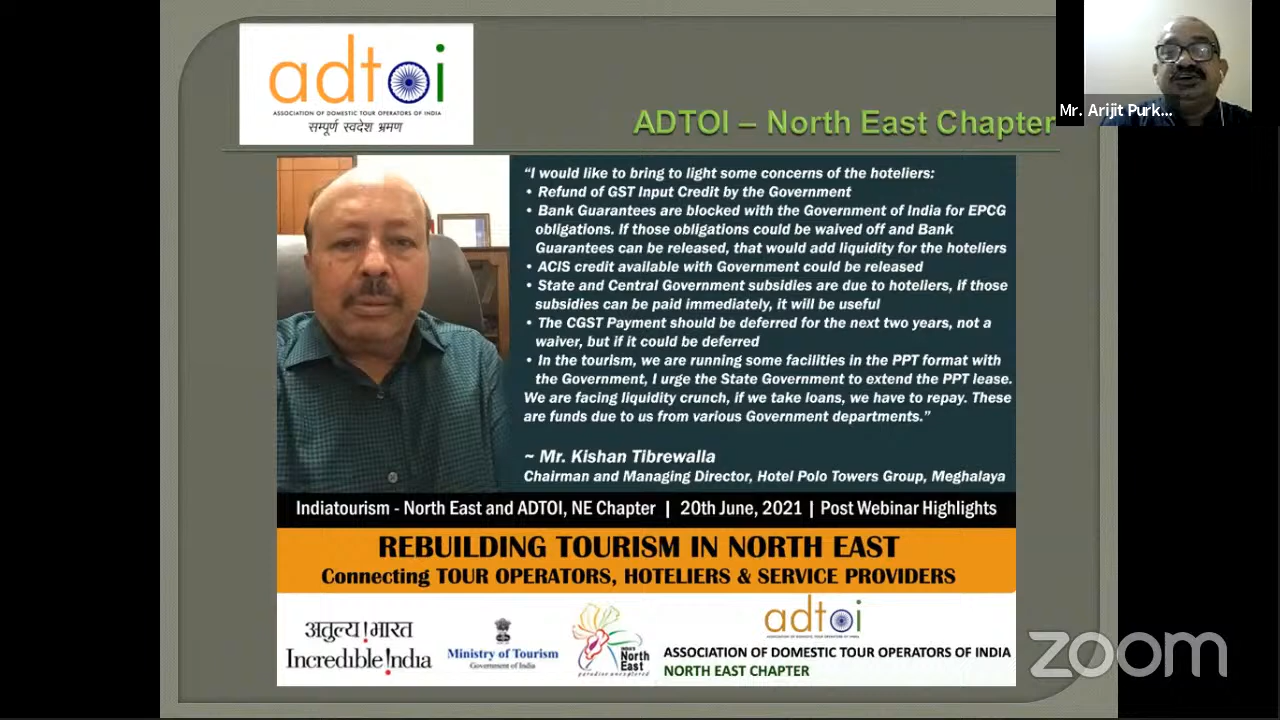 adtoi
ASSOCIATION OF DOMESTIC TOUR OPERATORS OF INDIA
सम्पूर्ण स्वदेश भ्रमण
ADTOI – North East Chapter
Mr. Arijit Purk...
“I would like to bring to light some concerns of the hoteliers:
• Refund of GST Input Credit by the Government
• Bank Guarantees are blocked with the Government of India for EPCG
obligations. If those obligations could be waived off and Bank
Guarantees can be released, that would add liquidity for the hoteliers
• ACIS credit available with Government could be released
• State and Central Government subsidies are due to hoteliers, if those
subsidies can be paid immediately, it will be useful
• The CGST Payment should be deferred for the next two years, not a
waiver, but if it could be deferred
• In the tourism, we are running some facilities in the PPT format with
the Government, I urge the State Government to extend the PPT lease.
We are facing liquidity crunch, if we take loans, we have to repay. These
are funds due to us from various Government departments.”
~ Mr. Kishan Tibrewalla
Chairman and Managing Director, Hotel Polo Towers Group, Meghalaya
Indiatourism - North East and ADTOI, NE Chapter | 20th June, 2021 | Post Webinar Highlights
REBUILDING TOURISM IN NORTH EAST
Connecting TOUR OPERATORS, HOTELIERS & SERVICE PROVIDERS
अतुल्य!भारत
Incredible!ndia
Ministry of Tourism
Government of India
INDIA'S
North
East
paradise unexplored
adtoi
ASSOCIATION OF DOMESTIC TOUR OPERATORS OF INDIA
ASSOCIATION OF DOMESTIC TOUR OPERATORS OF INDIA
NORTH EAST CHAPTER
zoom